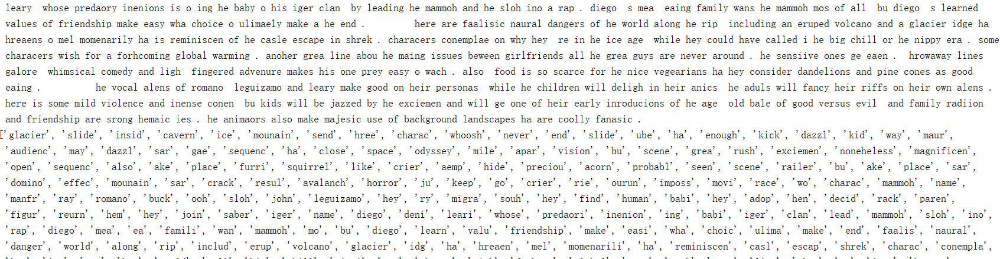 leary  whose predaory inenions is o ing he baby o his iger clan  by leading he mammoh and he sloh ino a rap . diego  s mea  eaing family wans he mammoh mos of all  bu diego  s learned
values of friendship make easy wha choice o ulimaely make a he end .        here are faalisic naural dangers of he world along he rip  including an eruped volcano and a glacier idge ha
hreaens o mel momenarily ha is reminiscen of he casle escape in shrek . characers conemplae on why hey  re in he ice age  while hey could have called i he big chill or he nippy era . some
characers wish for a forhcoming global warming . anoher grea line abou he maing issues beween girlfriends all he grea guys are never around . he sensiive ones ge eaen .  hrowaway lines
galore  whimsical comedy and ligh  fingered advenure makes his one prey easy o wach . also  food is so scarce for he nice vegearians ha hey consider dandelions and pine cones as good
eaing .         he vocal alens of romano  leguizamo and leary make good on heir personas  while he children will deligh in heir anics  he aduls will fancy heir riffs on heir own alens .
here is some mild violence and inense conen  bu kids will be jazzed by he exciemen and will ge one of heir early inroducions of he age  old bale of good versus evil  and family radiion
and friendship are srong hemaic ies . he animaors also make majesic use of background landscapes ha are coolly fanasic .
['glacier', 'slide', 'insid', 'cavern', 'ice', 'mounain', 'send', 'hree', 'charac', 'whoosh', 'never', 'end', 'slide', 'ube', 'ha', 'enough', 'kick', 'dazzl', 'kid', 'way', 'maur',
'audienc', 'may', 'dazzl', 'sar', 'gae', 'sequenc', 'ha', 'close', 'space', 'odyssey', 'mile', 'apar', 'vision', 'bu', 'scene', 'grea', 'rush', 'exciemen', 'noneheless', 'magnificen',
'open', 'sequenc', 'also', 'ake', 'place', 'furri', 'squirrel', 'like', 'crier', 'aemp', 'hide', 'preciou', 'acorn', 'probabl', 'seen', 'scene', 'railer', 'bu', 'ake', 'place', 'sar',
'domino', 'effec', 'mounain', 'sar', 'crack', 'resul', 'avalanch', 'horror', 'ju', 'keep', 'go', 'crier', 'rie', 'ourun', 'imposs', 'movi', 'race', 'wo', 'charac', 'mammoh', 'name',
'manfr', 'ray', 'romano', 'buck', 'ooh', 'sloh', 'john', 'leguizamo', 'hey', 'ry', 'migra', 'souh', 'hey', 'find', 'human', 'babi', 'hey', 'adop', 'hen', 'decid', 'rack', 'paren',
'figur', 'reurn', 'hem', 'hey', 'join', 'saber', 'iger', 'name', 'diego', 'deni', 'leari', 'whose', 'predaori', 'inenion', 'ing', 'babi', 'iger', 'clan', 'lead', 'mammoh', 'sloh', 'ino',
'rap', 'diego', 'mea', 'ea', 'famili', 'wan', 'mammoh', 'mo', 'bu', 'diego', 'learn', 'valu', 'friendship', 'make', 'easi', 'wha', 'choic', 'ulima', 'make', 'end', 'faalis', 'naural',
'danger', 'world', 'along', 'rip', 'includ', 'erup', 'volcano', 'glacier', 'idg', 'ha', 'hreaen', 'mel', 'momenarili', 'ha', 'reminiscen', 'casl', 'escap', 'shrek', 'charac', 'conempla',